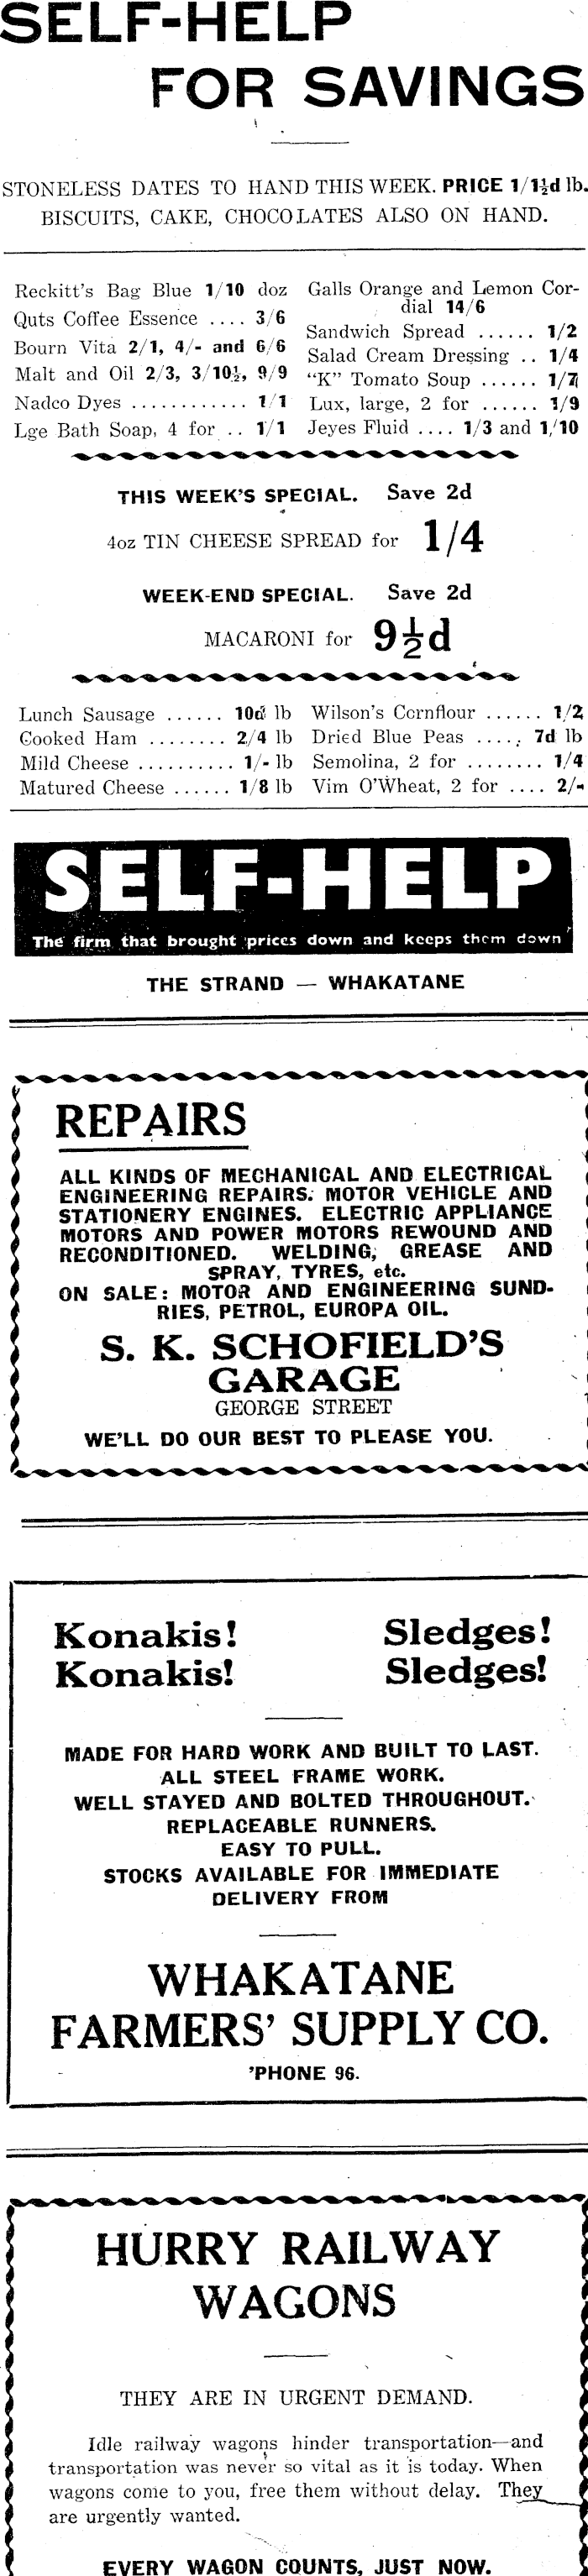 SELF-HELP
FOR SAVINGS
STONELESS DATES TO HAND THIS WEEK. PRICE 1/1½d lb.
BISCUITS, CAKE, CHOCOLATES ALSO ON HAND.
Reckitt's Bag Blue 1/10 doz
Quts Coffee Essence .... 3/6
Bourn Vita 2/1, 4/- and 6/6
Malt and Oil 2/3, 3/10½, 9/9
Nadco Dyes ............ 1/1
Lge Bath Soap, 4 for .. 1/1
Galls Orange and Lemon Cor-
dial 14/6
Sandwich Spread ...... 1/2
Salad Cream Dressing .. 1/4
"K" Tomato Soup ...... 1/7
Lux, large, 2 for ...... 1/9
Jeyes Fluid .... 1/3 and 1/10
THIS WEEK'S SPECIAL. Save 2d
4oz TIN CHEESE SPREAD for 1/4
WEEK-END SPECIAL. Save 2d
MACARONI for 9½d
Lunch Sausage ...... 10d lb
Cooked Ham ........ 2/4 lb
Mild Cheese .......... 1/- lb
Matured Cheese ...... 1/8 lb
Wilson's Cornflour ...... 1/2
Dried Blue Peas ..... 7d lb
Semolina, 2 for ........ 1/4
Vim O'Wheat, 2 for .... 2/-
SELF-HELP
The firm that brought prices down and keeps them down
THE STRAND — WHAKATANE
REPAIRS
ALL KINDS OF MECHANICAL AND ELECTRICAL
ENGINEERING REPAIRS. MOTOR VEHICLE AND
STATIONERY ENGINES. ELECTRIC APPLIANCE
MOTORS AND POWER MOTORS REWOUND AND
RECONDITIONED. WELDING, GREASE AND
SPRAY, TYRES, etc.
ON SALE: MOTOR AND ENGINEERING SUND-
RIES, PETROL, EUROPA OIL.
S. K. SCHOFIELD'S
GARAGE
GEORGE STREET
WE'LL DO OUR BEST TO PLEASE YOU.
Konakis! Sledges!
Konakis! Sledges!
MADE FOR HARD WORK AND BUILT TO LAST.
ALL STEEL FRAME WORK.
WELL STAYED AND BOLTED THROUGHOUT.
REPLACEABLE RUNNERS.
EASY TO PULL.
STOCKS AVAILABLE FOR IMMEDIATE
DELIVERY FROM
WHAKATANE
FARMERS' SUPPLY CO.
'PHONE 96.
HURRY RAILWAY
WAGONS
THEY ARE IN URGENT DEMAND.
Idle railway wagons hinder transportation—and
transportation was never so vital as it is today. When
wagons come to you, free them without delay. They
are urgently wanted.
EVERY WAGON COUNTS, JUST NOW.